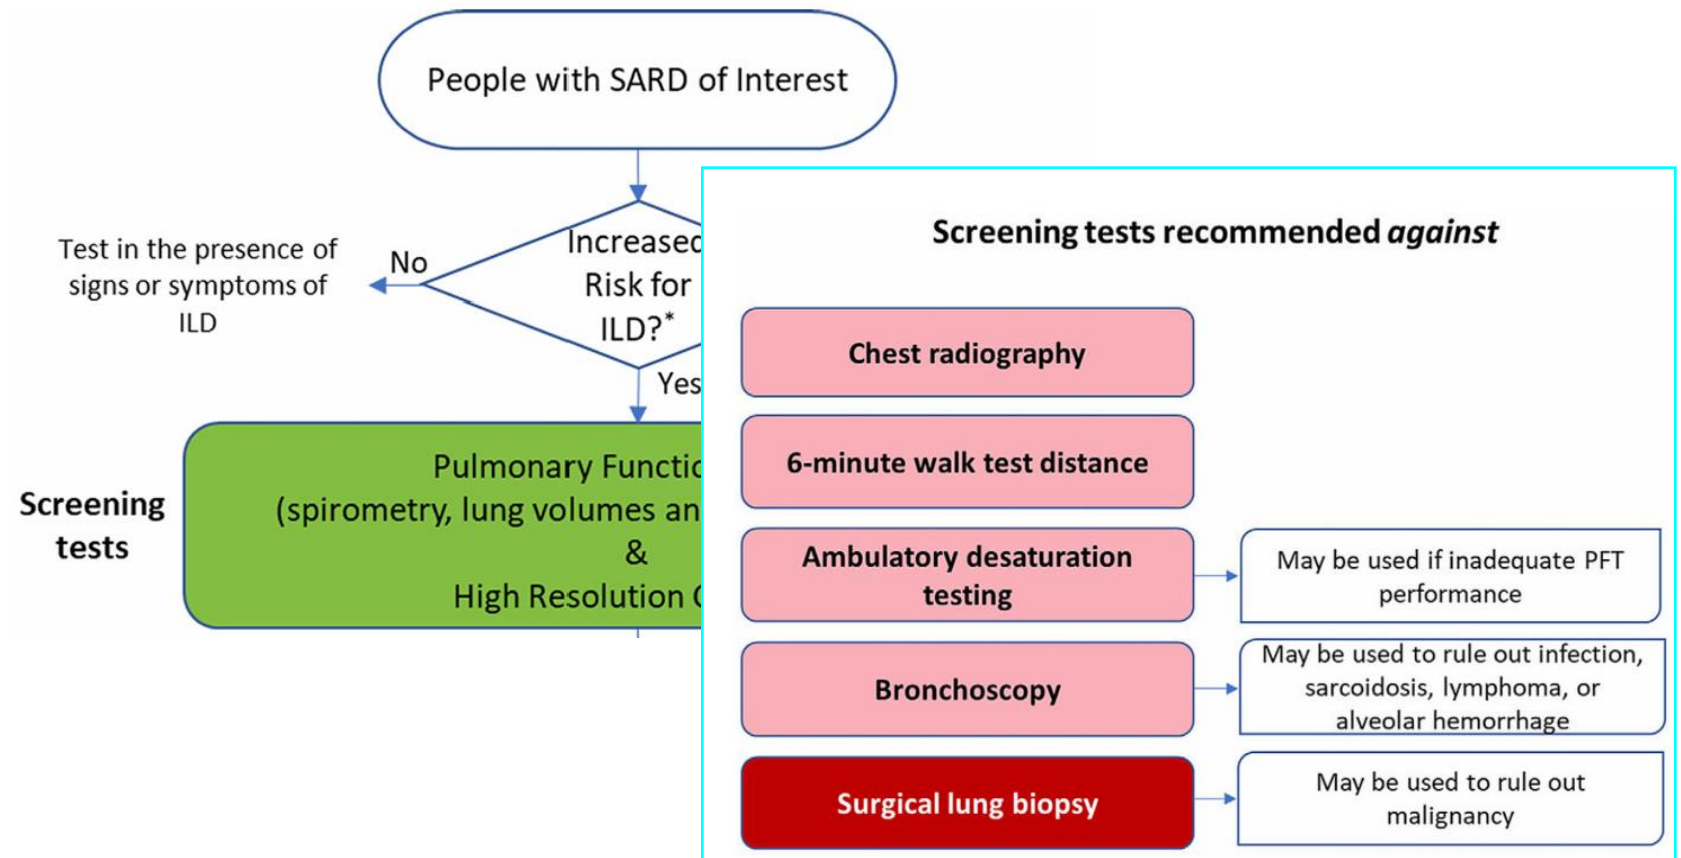 People with SARD of Interest
Test in the presence of
signs or symptoms of
ILD
No
Increased
Risk for
ILD?*
Yes
Screening
tests
Pulmonary
(spirometry, lung volumes
&
High Resolution
Screening tests recommended against
Chest radiography
6-minute walk test distance
Ambulatory desaturation
testing
May be used if inadequate PFT
performance
Bronchoscopy
May be used to rule out infection,
sarcoidosis, lymphoma, or
alveolar hemorrhage
Surgical lung biopsy
May be used to rule out
malignancy